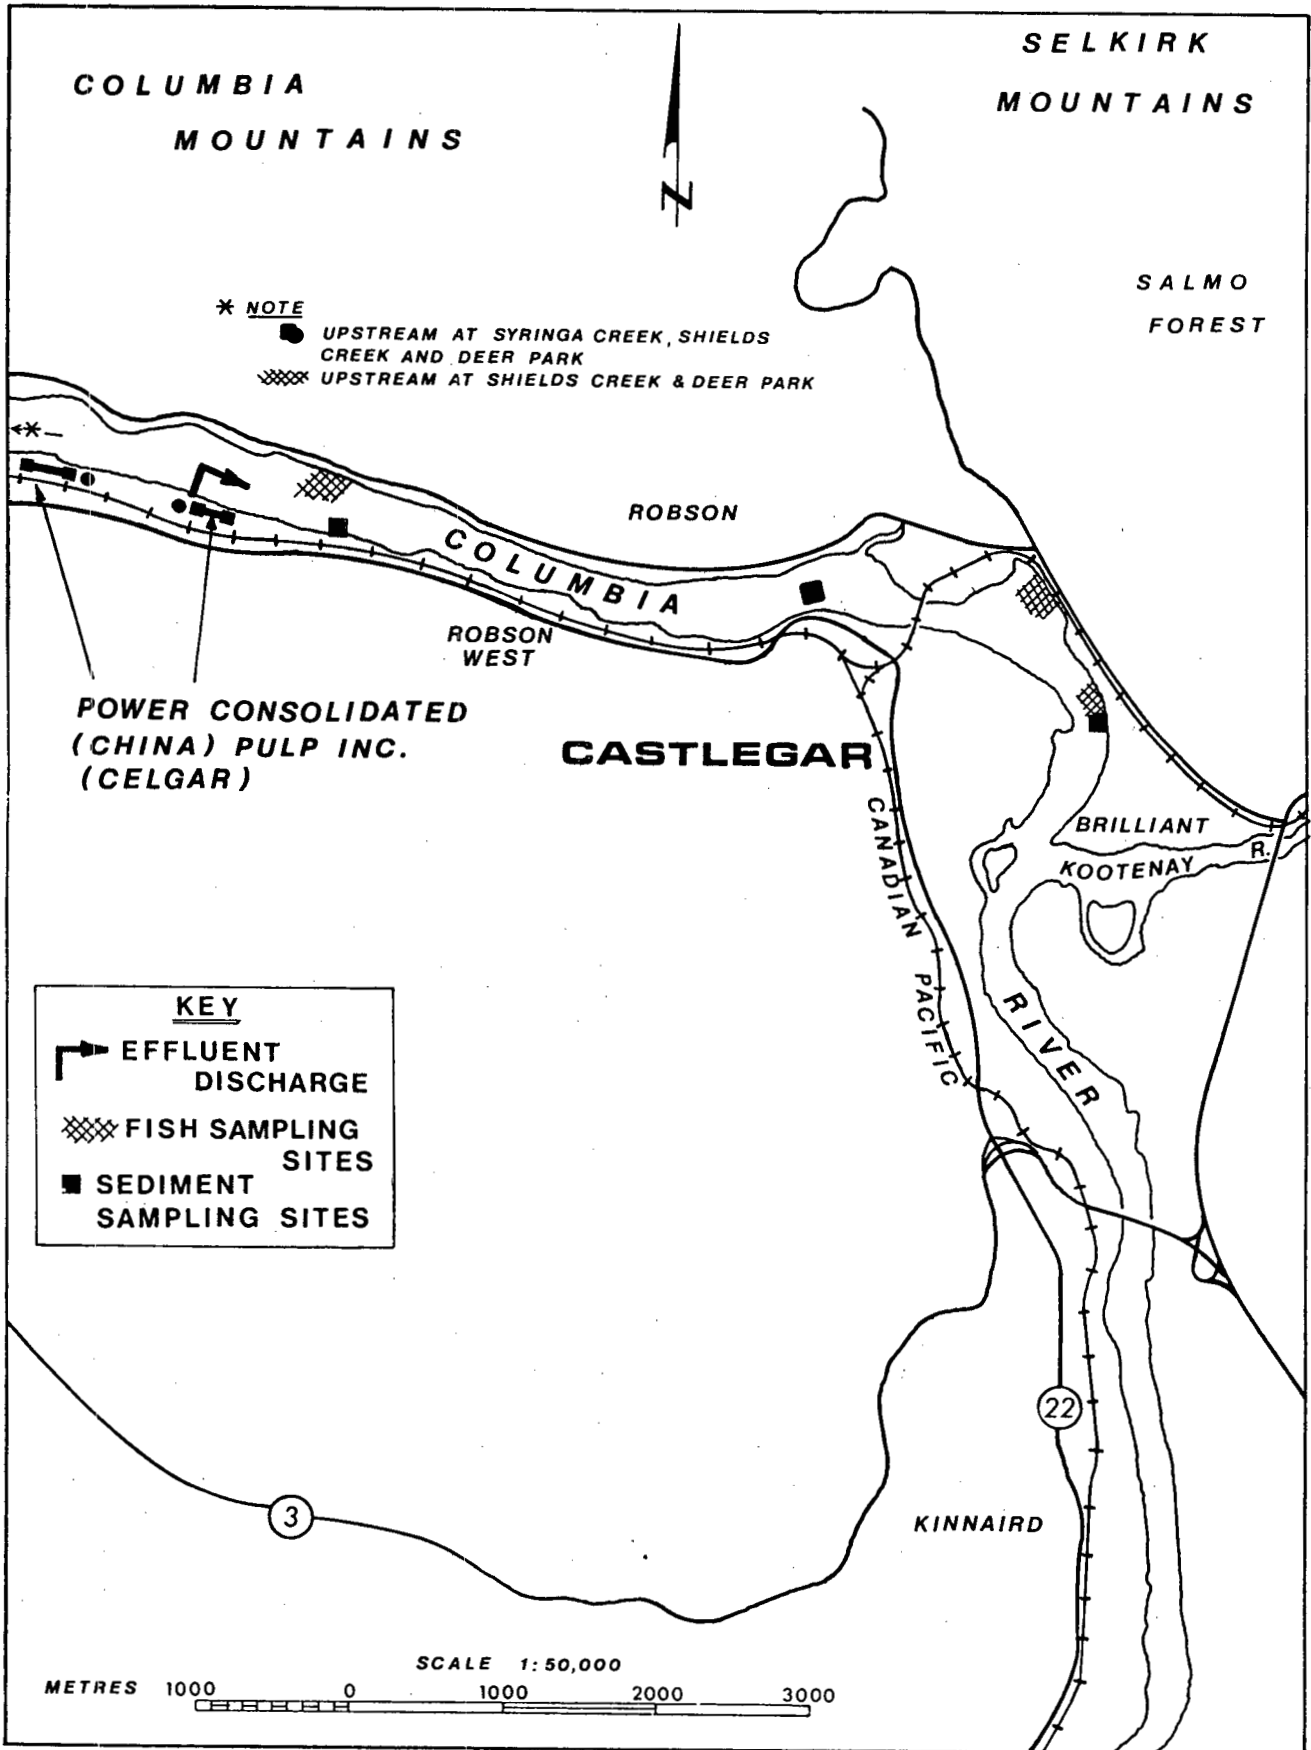 COLUMBIA
MOUNTAINS
SELKIRK
MOUNTAINS
N
SALMO
FOREST
* NOTE
UPSTREAM AT SYRINGA CREEK, SHIELDS
CREEK AND DEER PARK
UPSTREAM AT SHIELDS CREEK & DEER PARK
*
ROBSON
COLUMBIA
ROBSON
WEST
POWER CONSOLIDATED
(CHINA) PULP INC.
(CELGAR)
CASTLEGAR
CANADIAN PACIFIC
BRILLIANT
KOOTENAY R.
RIVER
KEY
EFFLUENT
DISCHARGE
FISH SAMPLING
SITES
SEDIMENT
SAMPLING SITES
22
3
KINNAIRD
SCALE 1:50,000
METRES 1000 0 1000 2000 3000